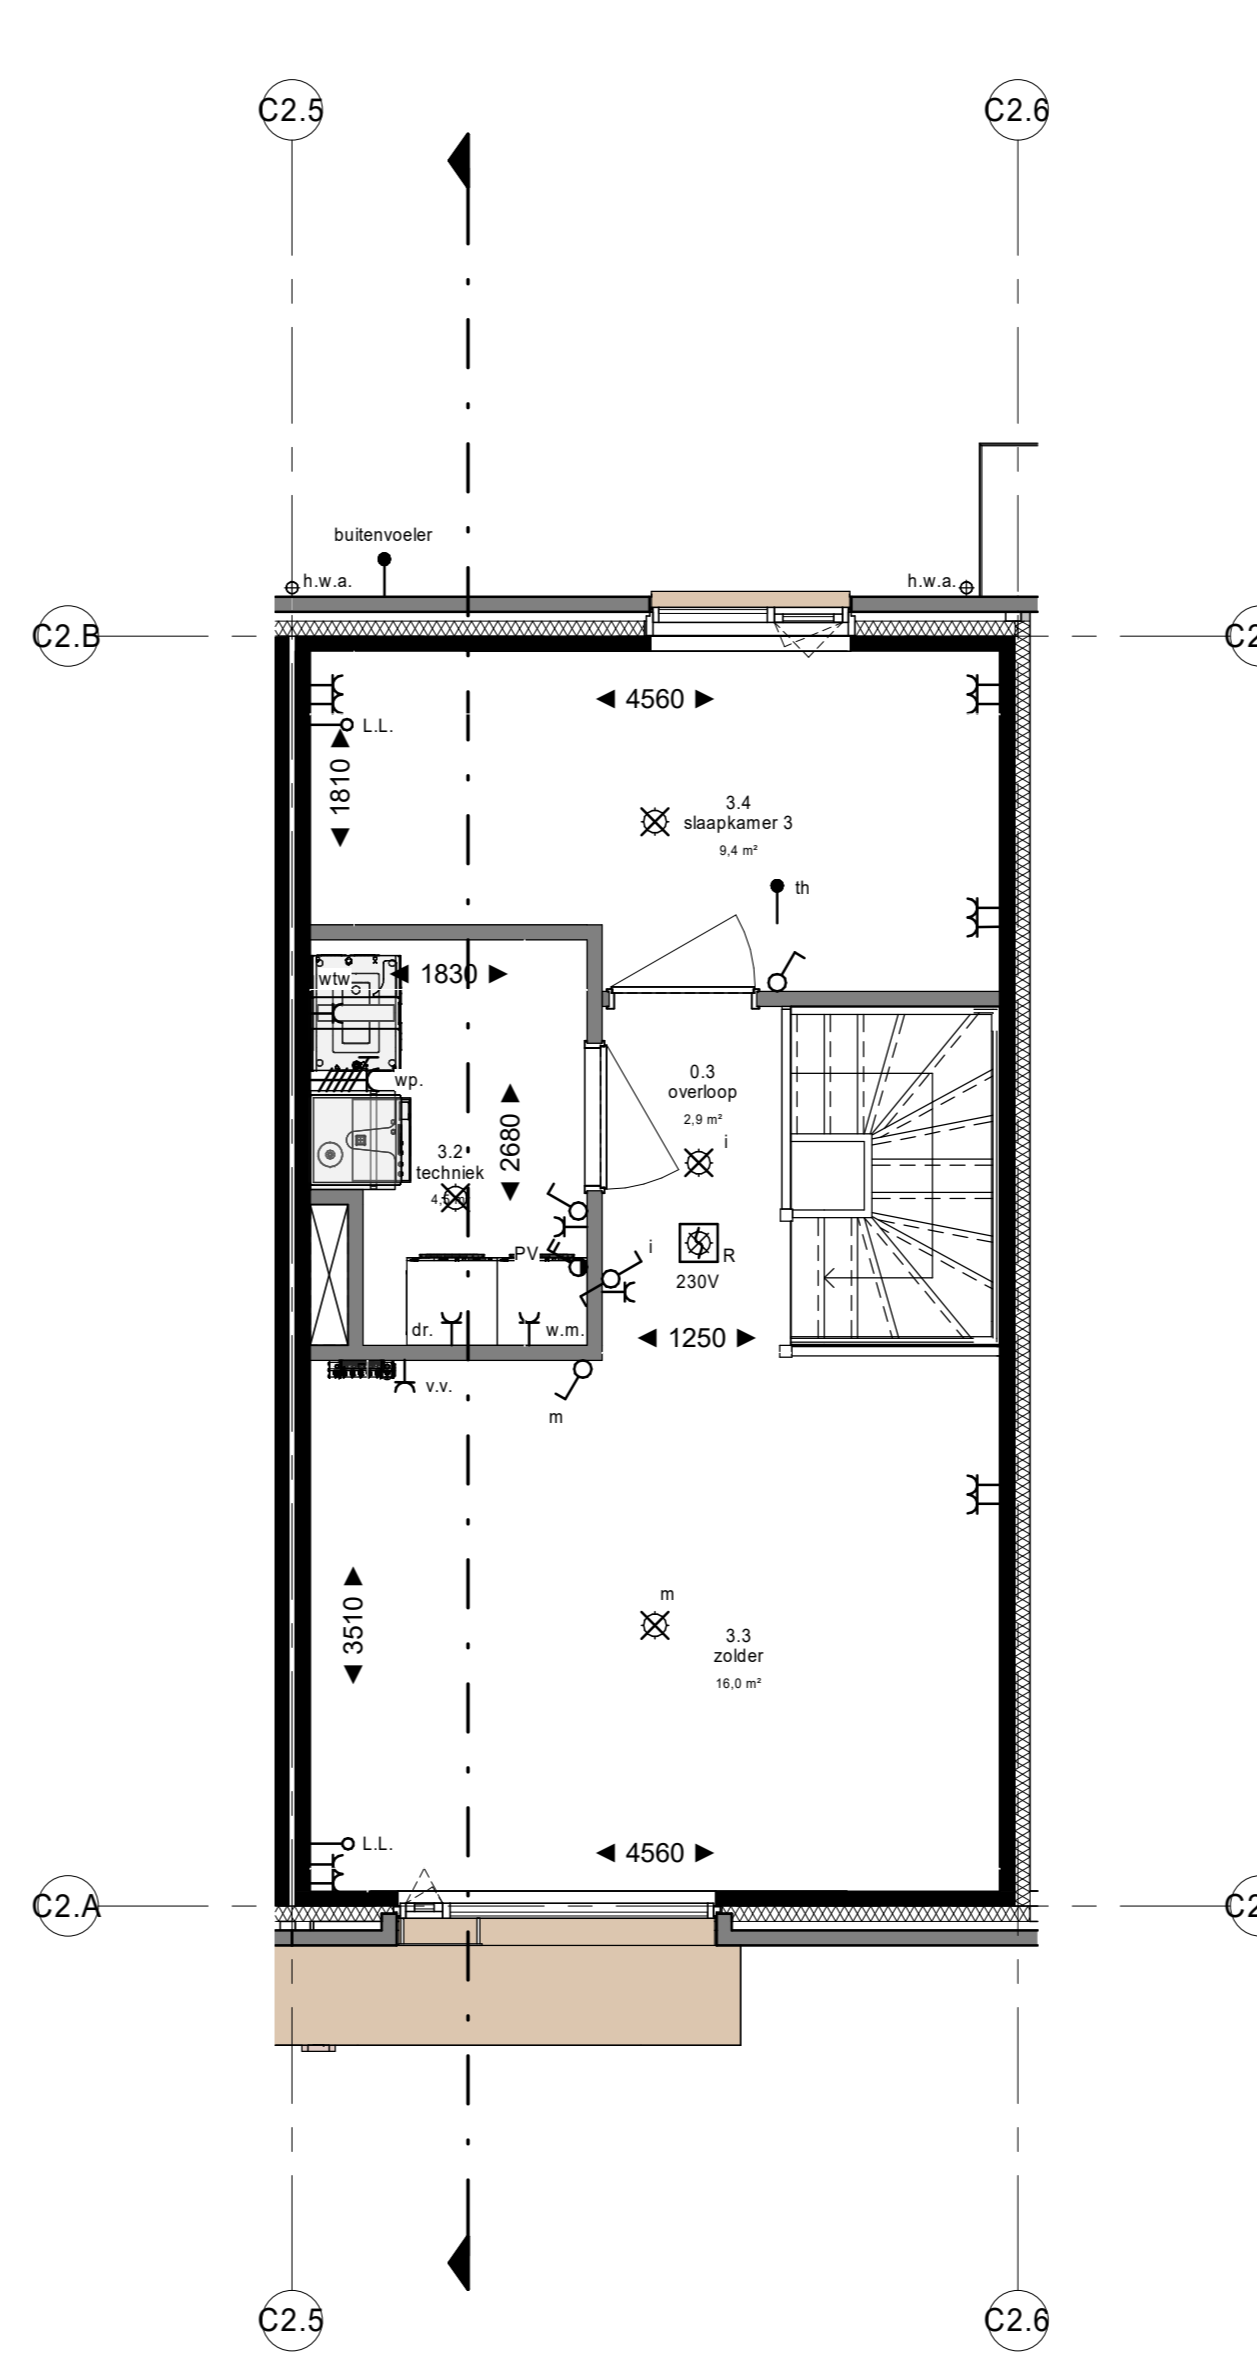 C2.5
C2.6
buitenvoeler
h.w.a.
h.w.a.
C2.B
C2
4560
L.L.
1810
3.4
slaapkamer 3
9,4 m²
th
wtw
1830
0.3
overloop
2,9 m²
i
wp.
2680
3.2
techniek
PV
i
R
230V
dr.
w.m.
1250
v.v.
m
m
3510
3.3
zolder
16,0 m²
L.L.
4560
C2.A
C2
C2.5
C2.6